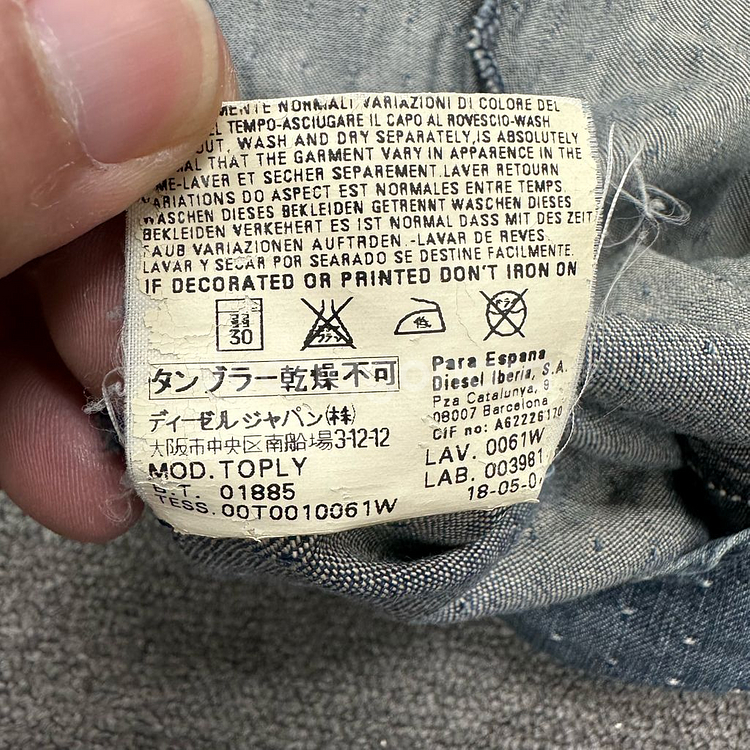 MENTE NORMALI VARIAZIONI DI COLORE DEL
TEMPO-ASCIUGARE IL CAPO AL ROVESCIO-WASH
OUT, WASH AND DRY SEPARATELY,IS ABSOLUTELY
THAT THE GARMENT VARY IN APPARENCE IN THE
LAVER ET SECHER SEPAREMENT.LAVER RETOURN
VARIATIONS DO ASPECT EST NORMALES ENTRE TEMPS.
WASCHEN DIESES BEKLEIDEN GETRENNT WASCHEN DIESES
BEKLEIDEN VERKEHERT ES IST NORMAL DASS MIT DES ZEIT
VARIAZIONEN AUFTRDEN.-LAVAR DE REVES.
LAVAR Y SECAR POR SEARADO SE DESTINE FACILMENTE.
IF DECORATED OR PRINTED DON'T IRON ON
30 低
タンブラー乾燥不可
ディーゼルジャパン(株)
大阪市中央区南船場3-12-12
MOD.TOPLY
01885
TESS.00T0010061W
Para Espana
Diesel Iberia, S.A.
Pza Catalunya, 9
08007 Barcelona
CIF no: A62226170
LAV. 0061W
LAB. 003981
18-05-0